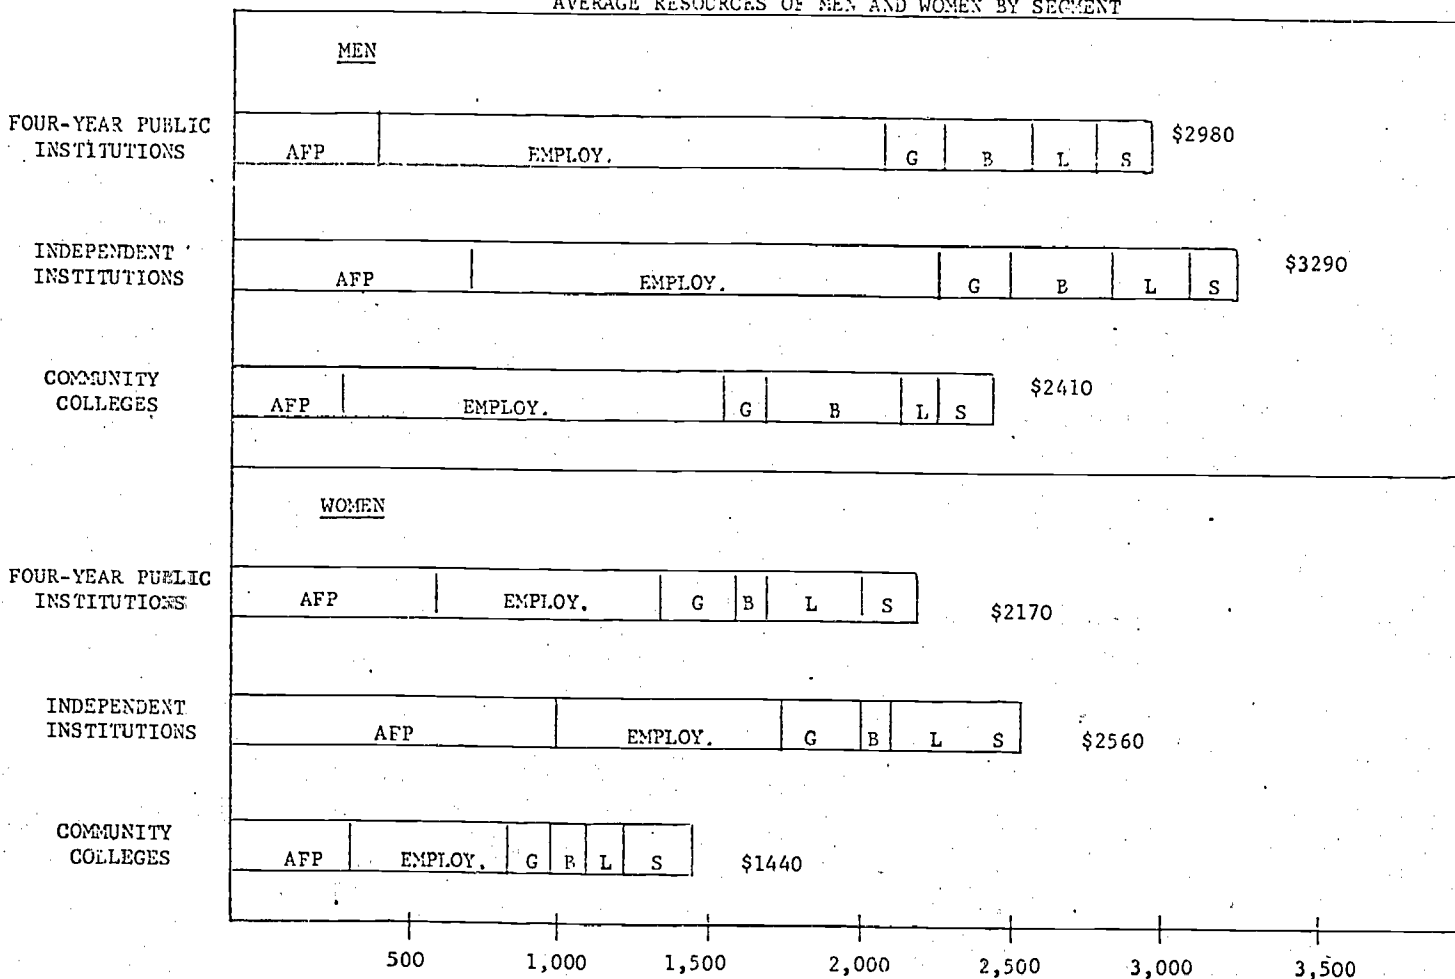 AVERAGE RESOURCES OF MEN AND WOMEN BY SEGMENT
MEN
FOUR-YEAR PUBLIC
INSTITUTIONS
AFP EMPLOY. G B L S $2980
INDEPENDENT
INSTITUTIONS
AFP EMPLOY. G B L S $3290
COMMUNITY
COLLEGES
AFP EMPLOY. G B L S $2410
WOMEN
FOUR-YEAR PUBLIC
INSTITUTIONS
AFP EMPLOY. G B L S $2170
INDEPENDENT
INSTITUTIONS
AFP EMPLOY. G B L S $2560
COMMUNITY
COLLEGES
AFP EMPLOY. G B L S $1440
500 1,000 1,500 2,000 2,500 3,000 3,500